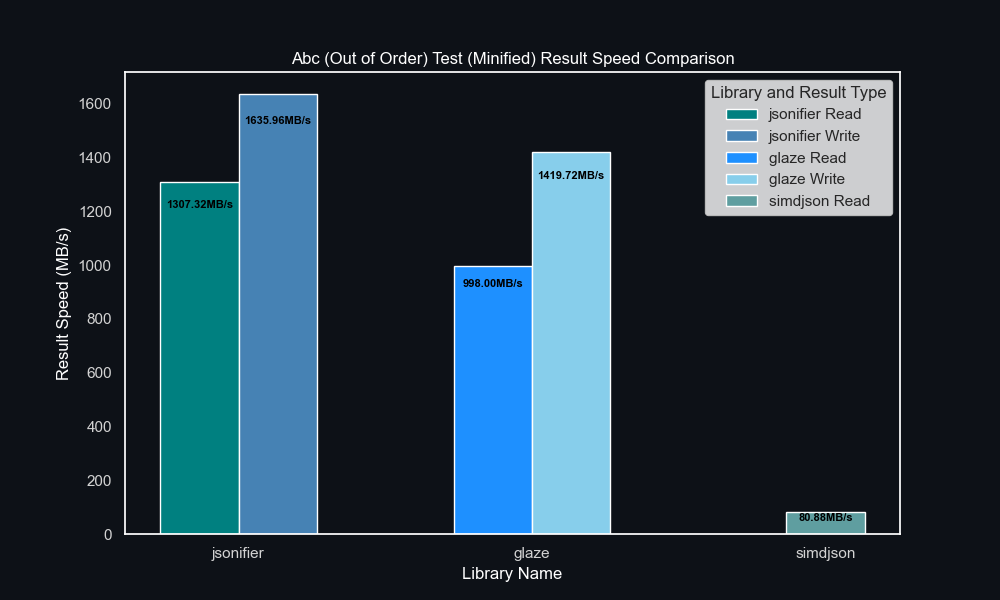 Abc (Out of Order) Test (Minified) Result Speed Comparison
Library and Result Type
jsonifier Read
jsonifier Write
glaze Read
glaze Write
simdjson Read
Result Speed (MB/s)
1600
1400
1200
1000
800
600
400
200
0
1307.32MB/s
1635.96MB/s
998.00MB/s
1419.72MB/s
80.88MB/s
jsonifier
glaze
simdjson
Library Name